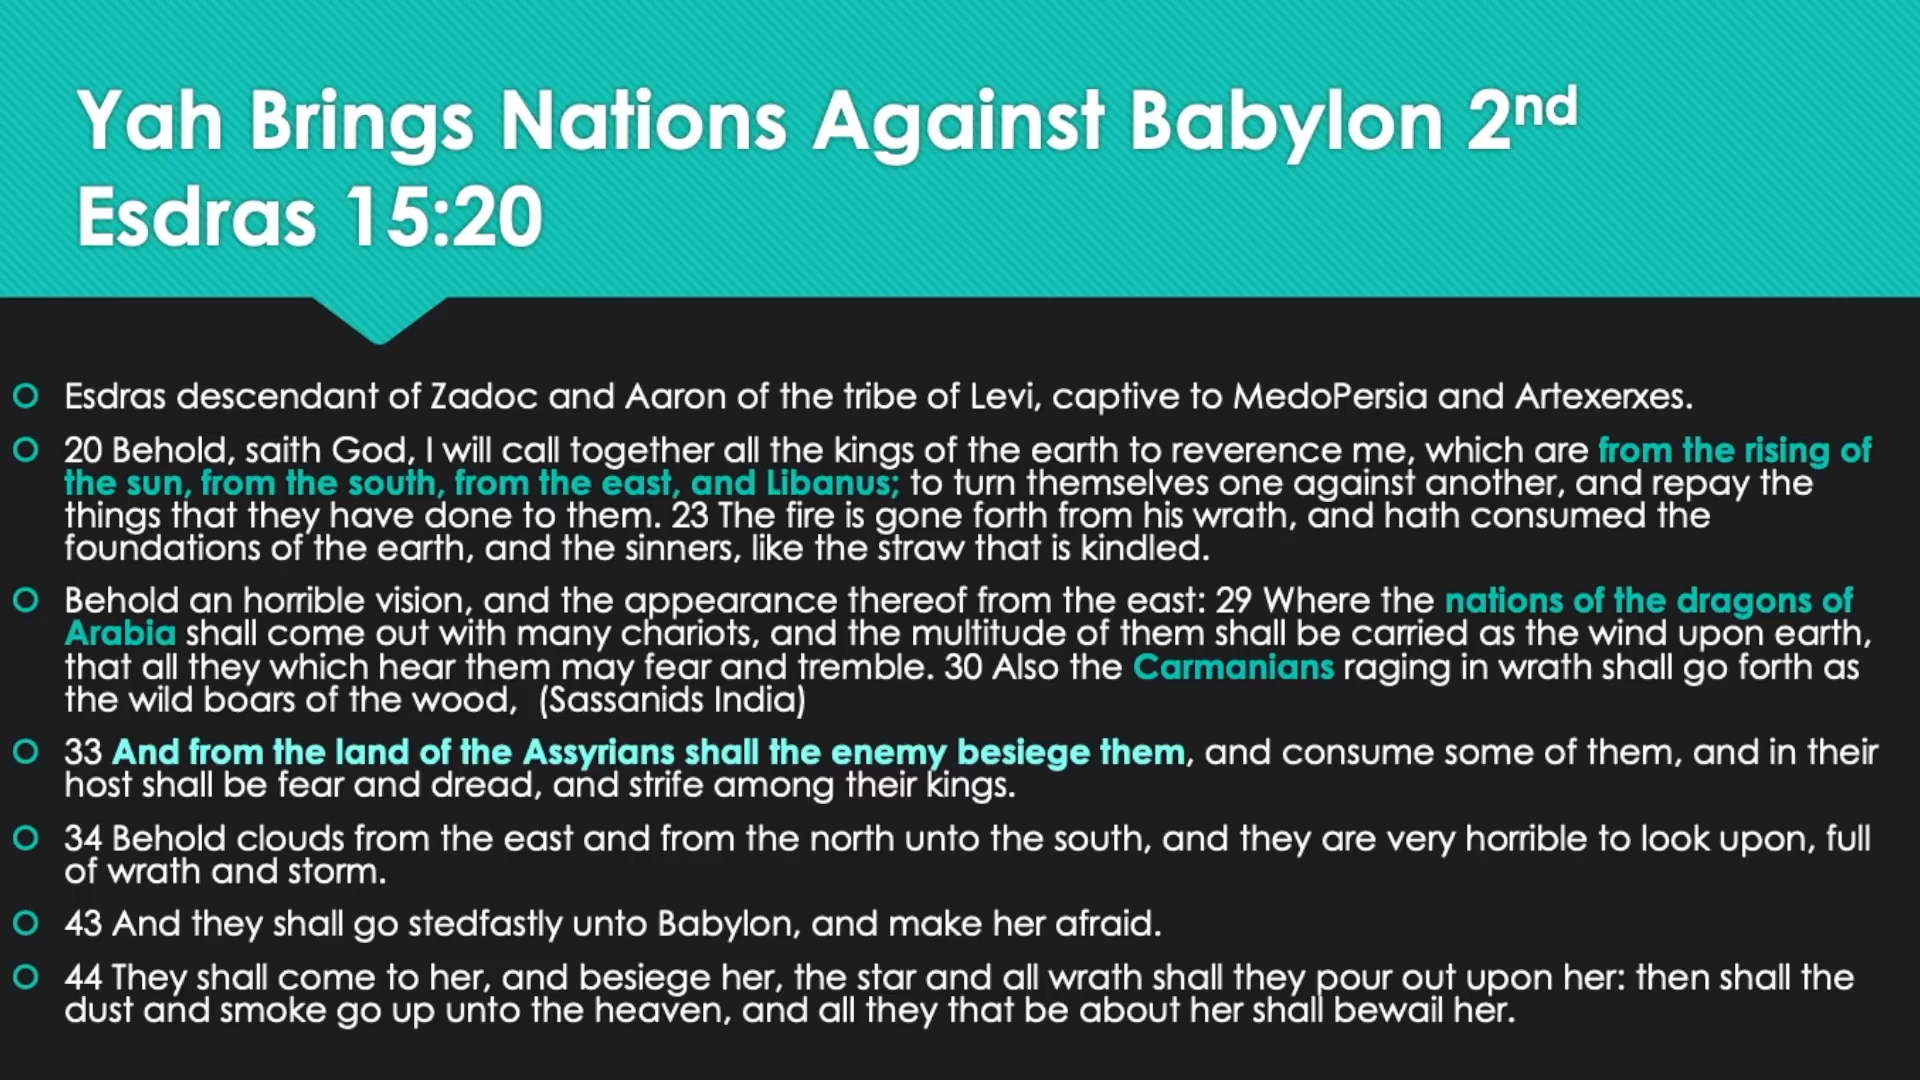 Yah Brings Nations Against Babylon 2nd
Esdras 15:20
Esdras descendant of Zadoc and Aaron of the tribe of Levi, captive to MedoPersia and Artexerxes.
20 Behold, saith God, I will call together all the kings of the earth to reverence me, which are from the rising of
the sun, from the south, from the east, and Libanus; to turn themselves one against another, and repay the
things that they have done to them. 23 The fire is gone forth from his wrath, and hath consumed the
foundations of the earth, and the sinners, like the straw that is kindled.
Behold an horrible vision, and the appearance thereof from the east: 29 Where the nations of the dragons of
Arabia shall come out with many chariots, and the multitude of them shall be carried as the wind upon earth,
that all they which hear them may fear and tremble. 30 Also the Carmanians raging in wrath shall go forth as
the wild boars of the wood, (Sassanids India)
33 And from the land of the Assyrians shall the enemy besiege them, and consume some of them, and in their
host shall be fear and dread, and strife among their kings.
34 Behold clouds from the east and from the north unto the south, and they are very horrible to look upon, full
of wrath and storm.
43 And they shall go stedfastly unto Babylon, and make her afraid.
44 They shall come to her, and besiege her, the star and all wrath shall they pour out upon her: then shall the
dust and smoke go up unto the heaven, and all they that be about her shall bewail her.